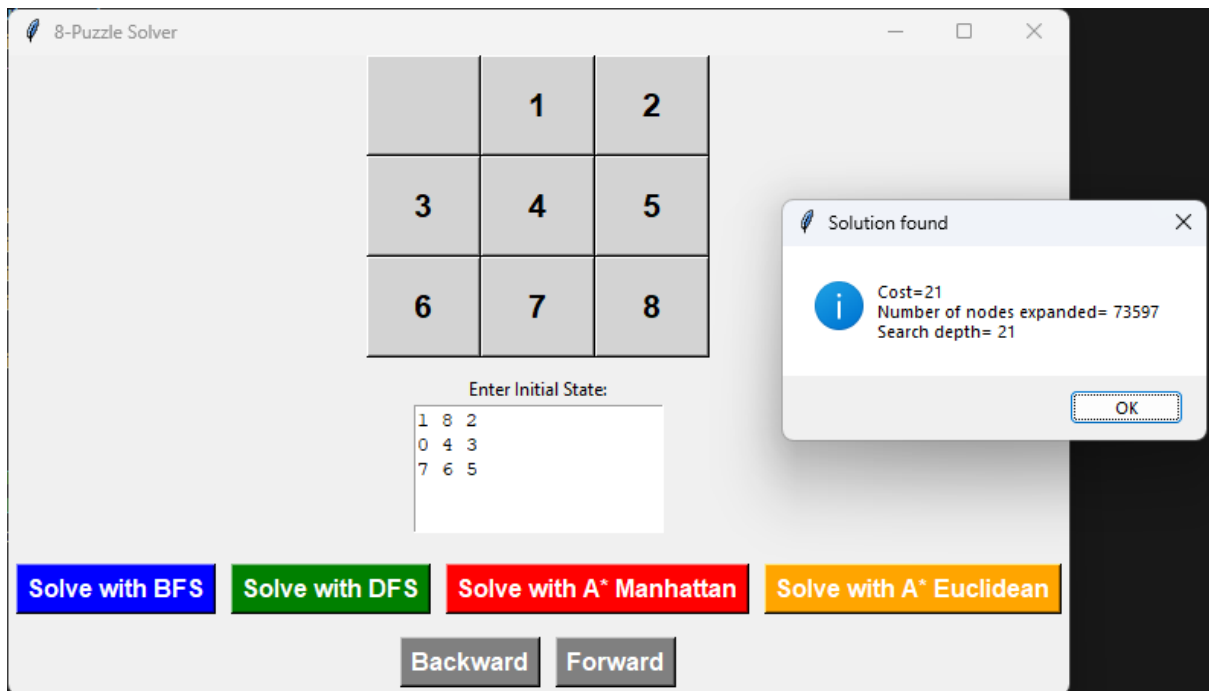 8-Puzzle Solver
1 2
3 4 5
6 7 8
Solution found
Cost=21
Number of nodes expanded= 73597
Search depth= 21
OK
Enter Initial State:
1 8 2
0 4 3
7 6 5
Solve with BFS Solve with DFS Solve with A* Manhattan Solve with A* Euclidean
Backward Forward